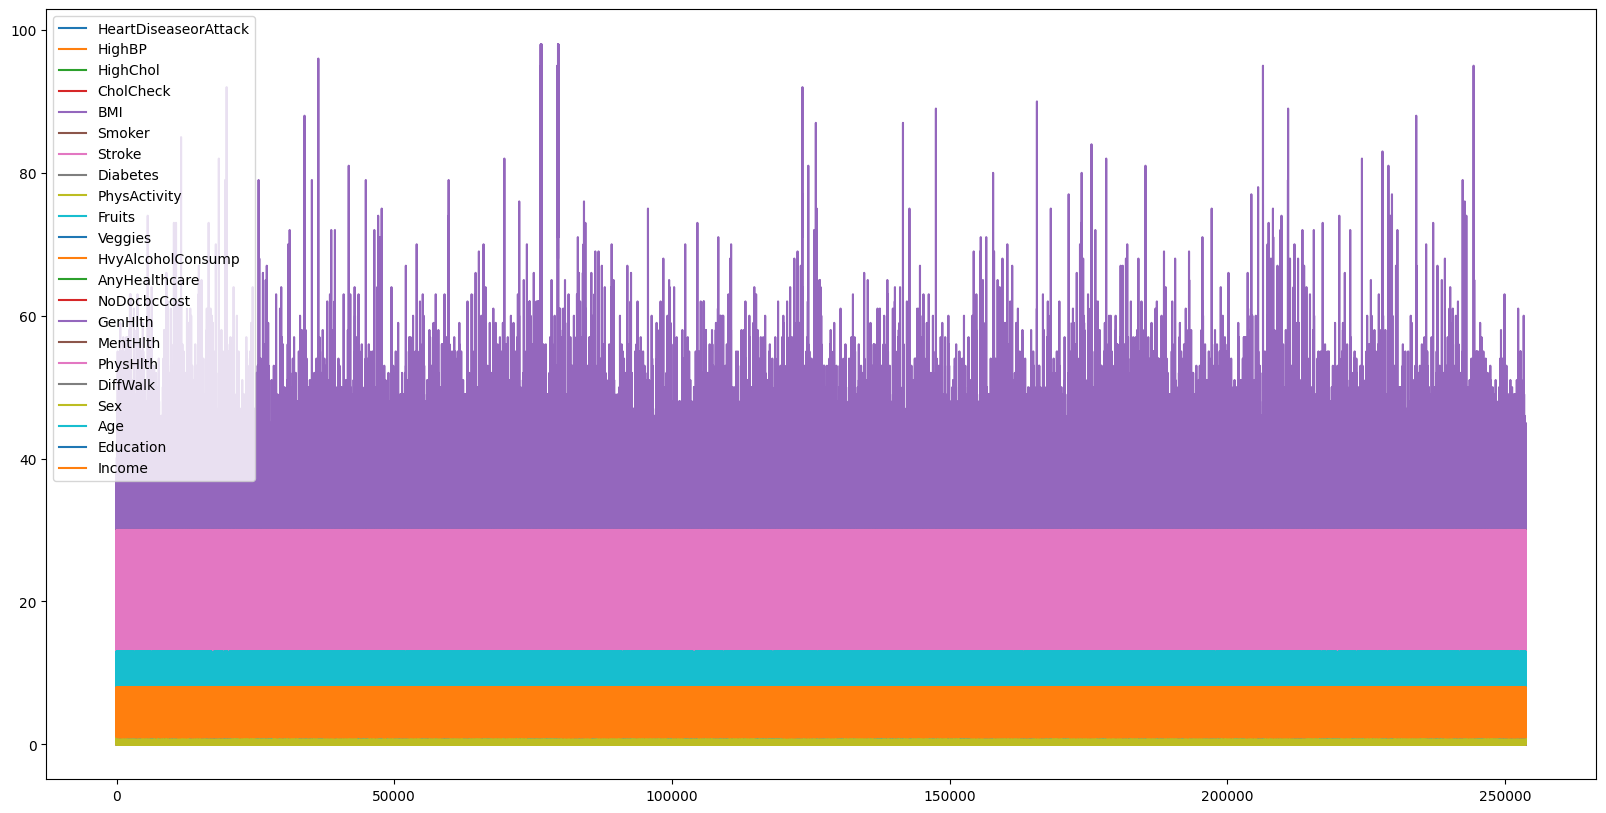 100
80
60
40
20
0
HeartDiseaseorAttack
HighBP
HighChol
CholCheck
BMI
Smoker
Stroke
Diabetes
PhysActivity
Fruits
Veggies
HvyAlcoholConsump
AnyHealthcare
NoDocbcCost
GenHlth
MentHlth
PhysHlth
DiffWalk
Sex
Age
Education
Income
0 50000 100000 150000 200000 250000